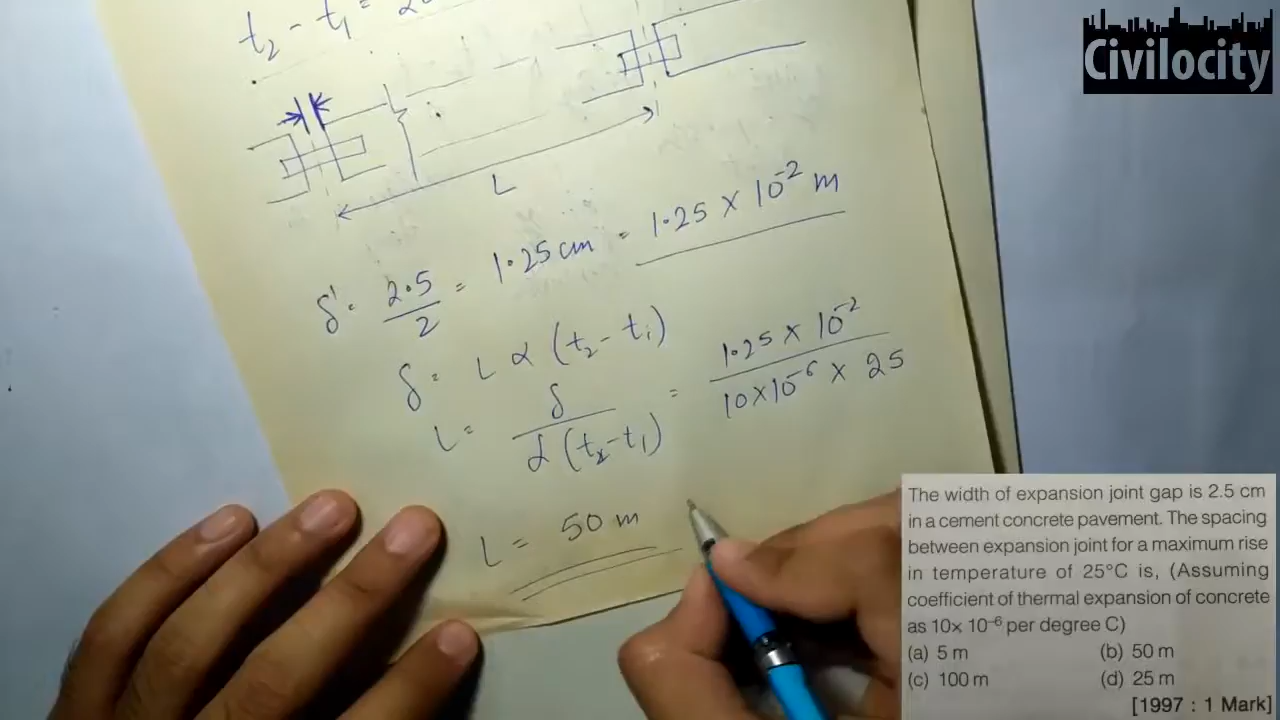 t₂ - t₁ = 20
Civilocity
L
δ' = 2.5/2 = 1.25 cm = 1.25 × 10⁻² m
δ = L α (t₂ - t₁)
L = δ / α (t₂ - t₁) = 1.25 × 10⁻² / 10×10⁻⁶ × 25
L = 50 m
The width of expansion joint gap is 2.5 cm
in a cement concrete pavement. The spacing
between expansion joint for a maximum rise
in temperature of 25°C is, (Assuming
coefficient of thermal expansion of concrete
as 10× 10⁻⁶ per degree C)
(a) 5 m (b) 50 m
(c) 100 m (d) 25 m
[1997 : 1 Mark]